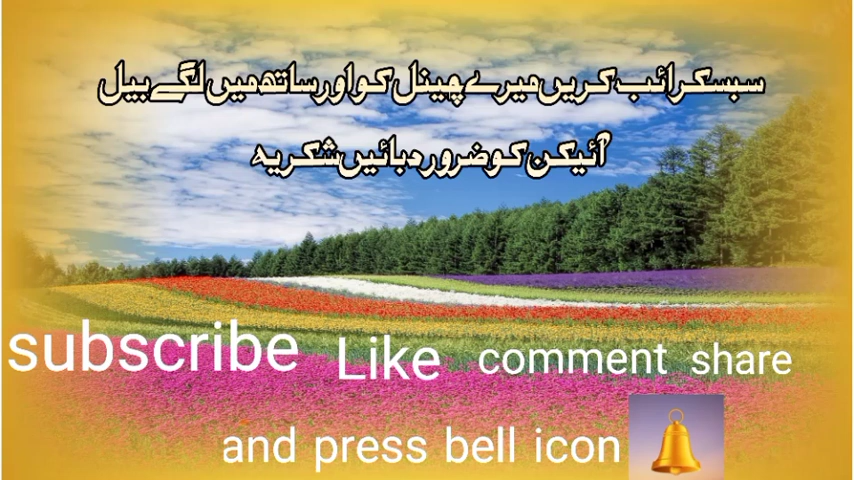 سبسکرائب کریں میرے چینل کو اور ساتھ میں لگے بیل
آئیکن کو ضرور دبائیں شکریہ
subscribe Like comment share
and press bell icon